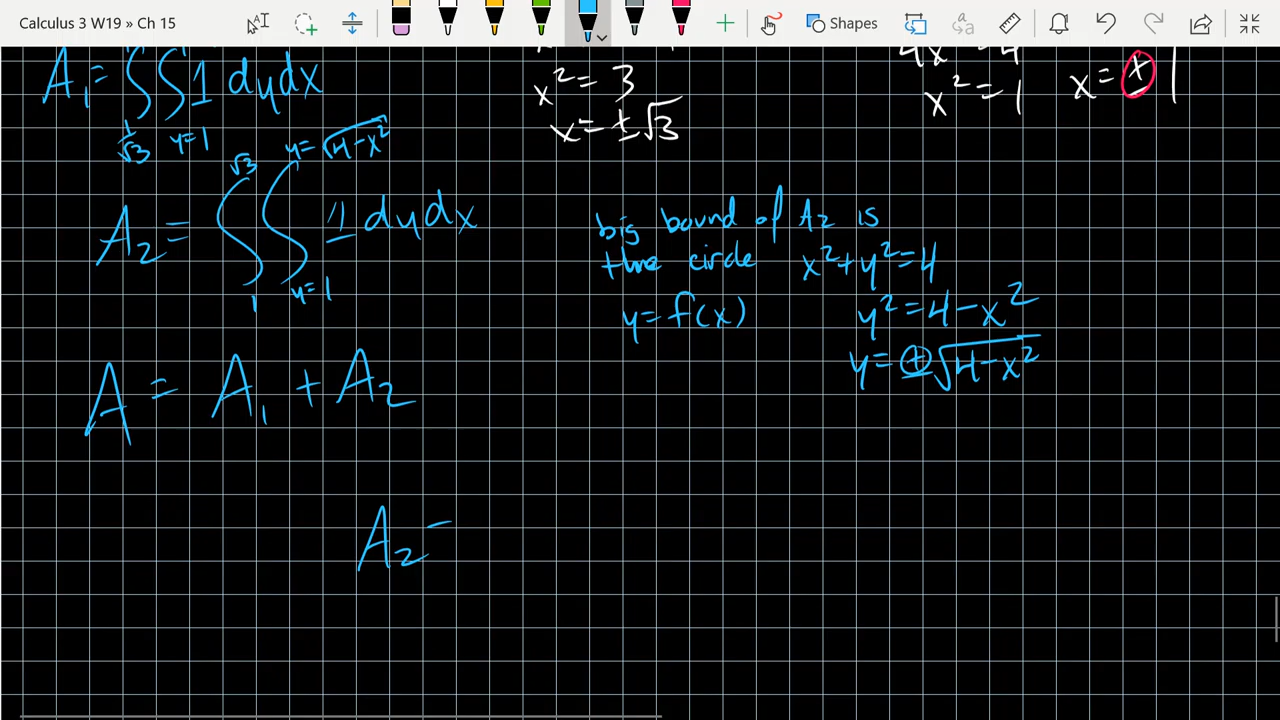 Calculus 3 W19 » Ch 15
Shapes
A₁ = ∫∫ 1 dy dx
1/√3 y=1
x² = 3
x = ±√3
4x² = 4
x² = 1
x = + 1
A₂ = ∫₁^√3 ∫_{y=1}^{y=√4-x²} 1 dy dx
big bound of A₂ is
the circle x²+y²=4
y = f(x) y² = 4-x²
y = ±√4-x²
A = A₁ + A₂
A₂ -